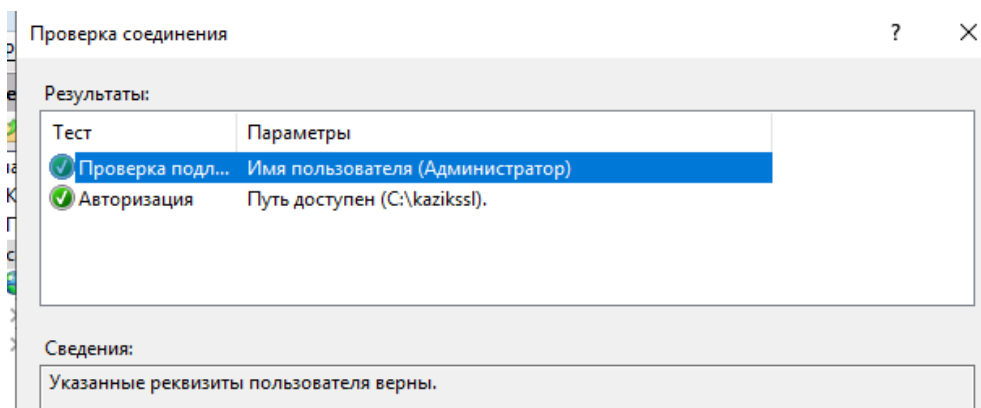 Проверка соединения
Результаты:
Тест Параметры
Проверка подл... Имя пользователя (Администратор)
Авторизация Путь доступен (C:\kazikssl).
Сведения:
Указанные реквизиты пользователя верны.